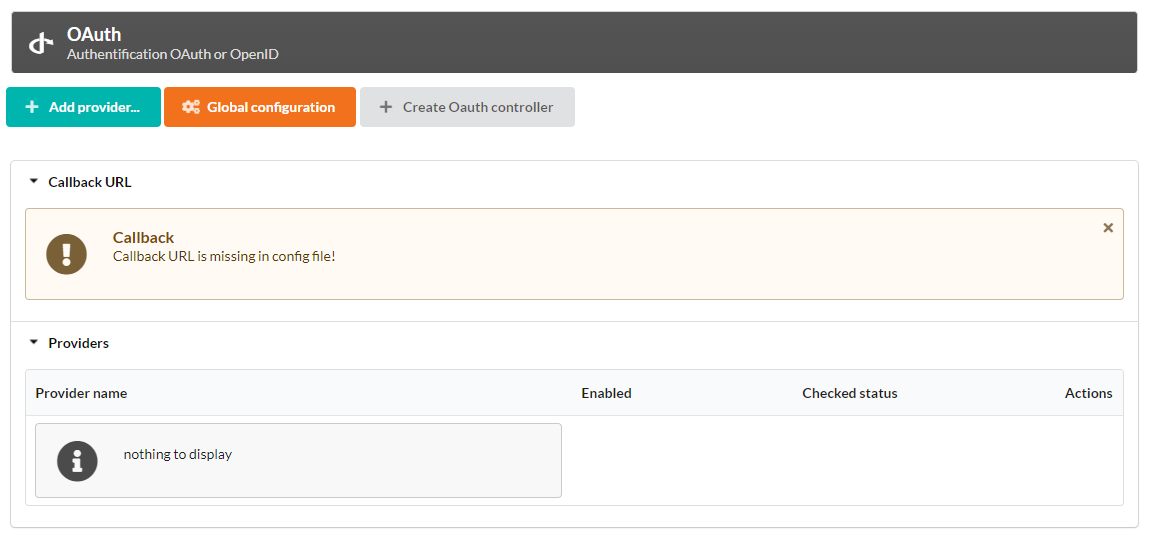 OAuth
Authentification OAuth or OpenID
Add provider...
Global configuration
Create Oauth controller
Callback URL
Callback
Callback URL is missing in config file!
Providers
Provider name Enabled Checked status Actions
nothing to display